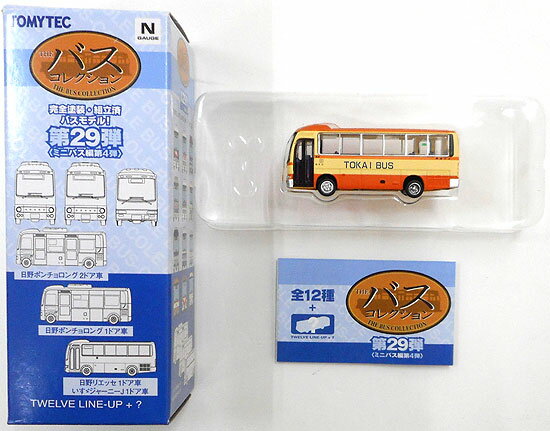 TOMYTEC
N
GAUGE
THE
バス
コレクション
THE BUS COLLECTION
完全塗装・組立済
バスモデル!
第29弾
《ミニバス編第4弾》
日野ポンチョロング 2ドア車
日野ポンチョロング 1ドア車
日野リエッセ 1ドア車
いすゞジャーニーJ 1ドア車
TWELVE LINE-UP + ?
TOKAI BUS
全12種
+
TWELVE LINE-UP + ?
THE
バス
コレクション
THE BUS COLLECTION
第29弾
《ミニバス編第4弾》